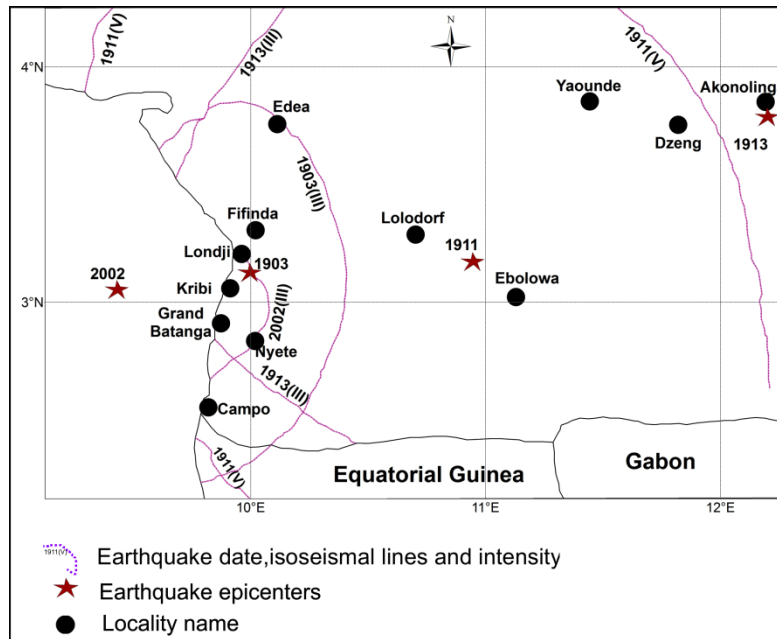 1911(V)
1913(III)
N
1911(V)
4°N
Edea
Yaounde
Akonoling
Dzeng
1913
1903(III)
Fifinda
Lolodorf
Londji
1911
1903
2002
Kribi
Ebolowa
3°N
Grand
Batanga
2002(III)
Nyete
1913(III)
Campo
1911(V)
Equatorial Guinea
Gabon
10°E
11°E
12°E
1911(V)
Earthquake date,isoseismal lines and intensity
Earthquake epicenters
Locality name